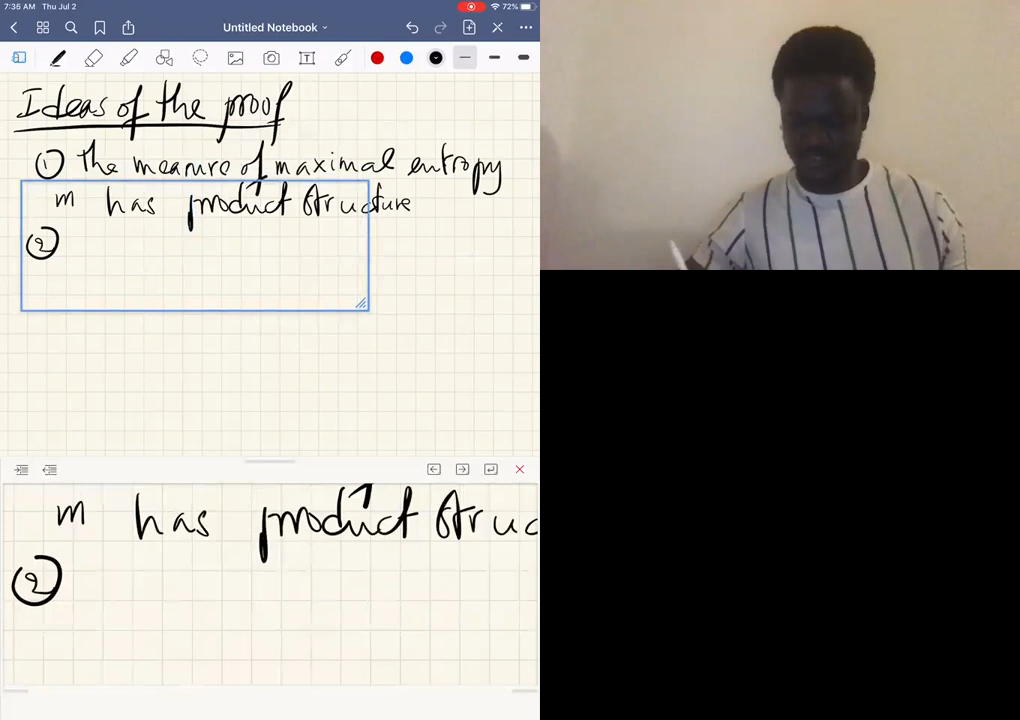 7:36 AM Thu Jul 2
72%
Untitled Notebook
T
Ideas of the proof
① the measure of maximal entropy
m has product structure
②
m has product struc
②